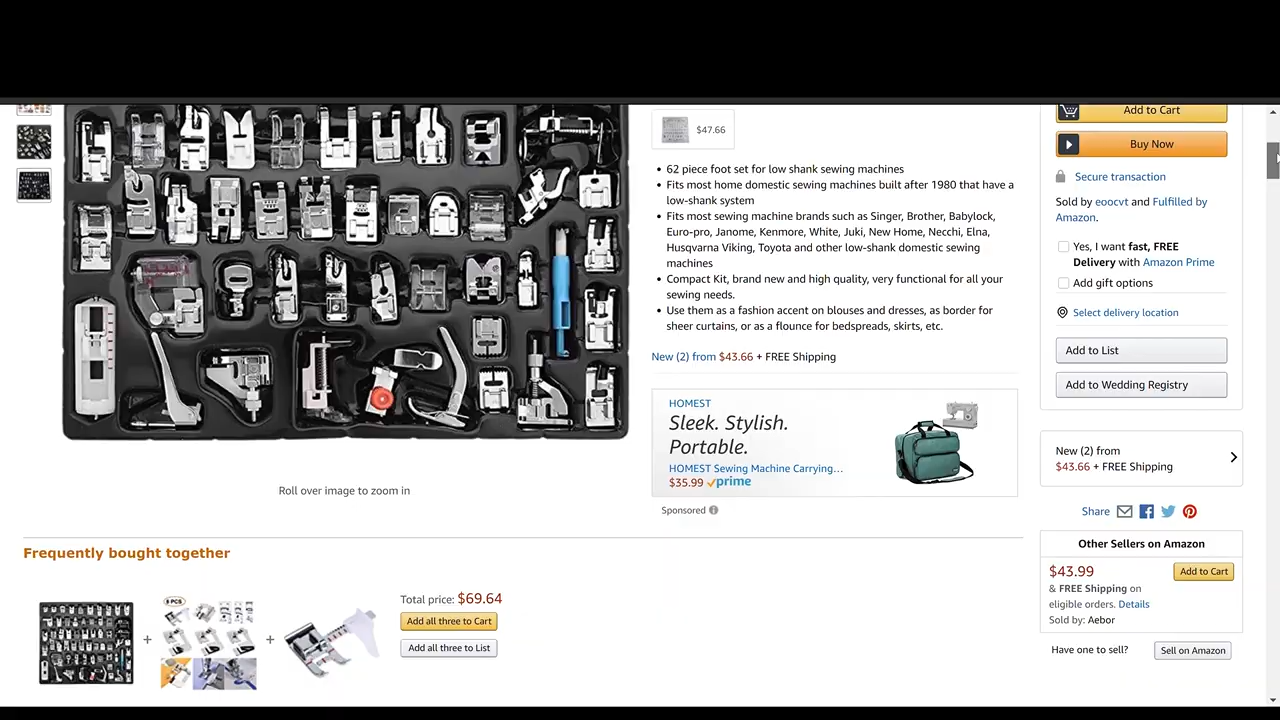 Add to Cart
$47.66
Buy Now
62 piece foot set for low shank sewing machines
Fits most home domestic sewing machines built after 1980 that have a
low-shank system
Fits most sewing machine brands such as Singer, Brother, Babylock,
Euro-pro, Janome, Kenmore, White, Juki, New Home, Necchi, Elna,
Husqvarna Viking, Toyota and other low-shank domestic sewing
machines
Compact Kit, brand new and high quality, very functional for all your
sewing needs.
Use them as a fashion accent on blouses and dresses, as border for
sheer curtains, or as a flounce for bedspreads, skirts, etc.
New (2) from $43.66 + FREE Shipping
HOMEST
Sleek. Stylish.
Portable.
HOMEST Sewing Machine Carrying...
$35.99 prime
Sponsored
Secure transaction
Sold by eoocvt and Fulfilled by
Amazon.
Yes, I want fast, FREE
Delivery with Amazon Prime
Add gift options
Select delivery location
Add to List
Add to Wedding Registry
New (2) from
$43.66 + FREE Shipping
Share
Other Sellers on Amazon
$43.99
Add to Cart
& FREE Shipping on
eligible orders. Details
Sold by: Aebor
Have one to sell?
Sell on Amazon
Roll over image to zoom in
Frequently bought together
8 PCS
+
+
Total price: $69.64
Add all three to Cart
Add all three to List